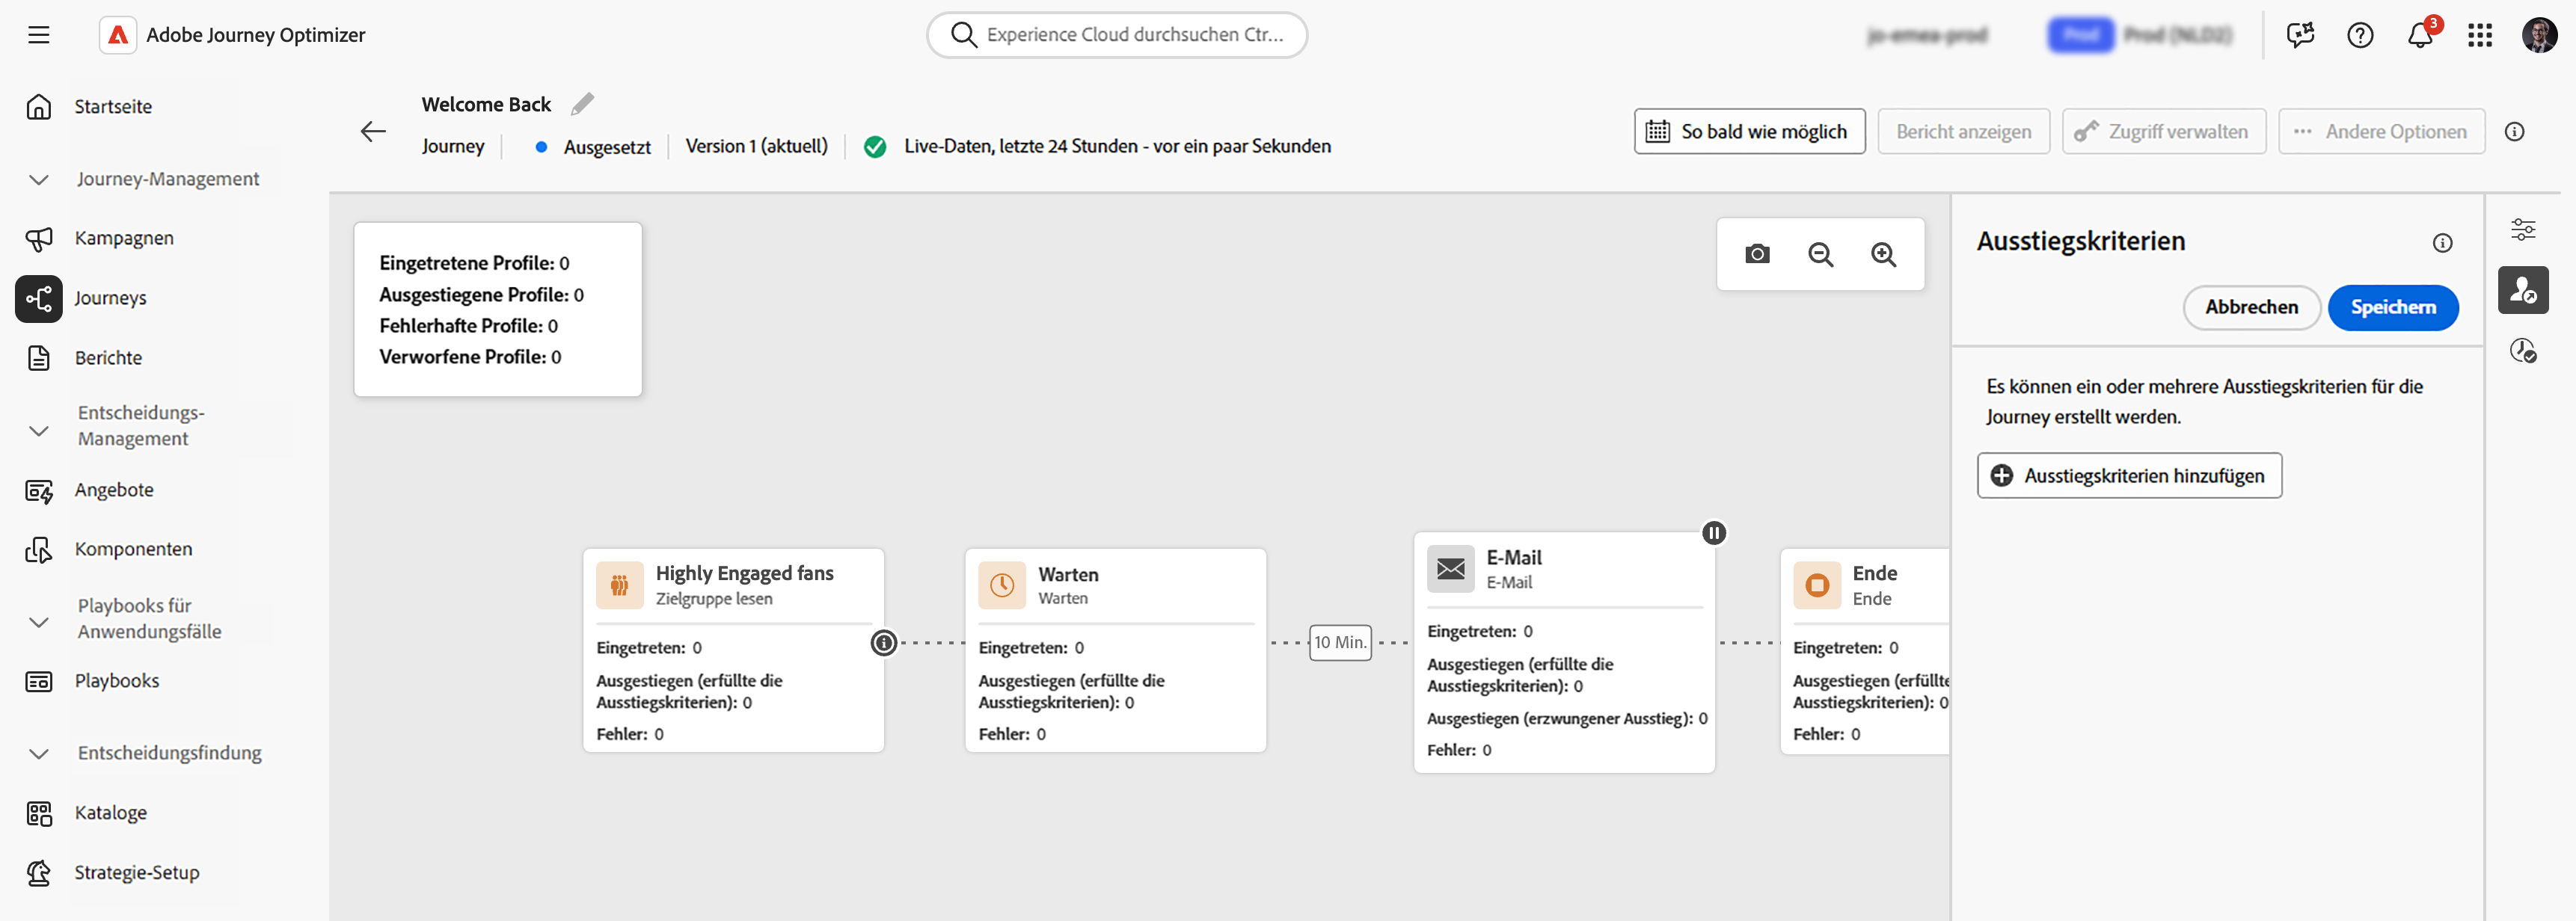 Adobe Journey Optimizer
Experience Cloud durchsuchen Ctr...
3
Startseite
Journey-Management
Kampagnen
Journeys
Berichte
Entscheidungs-
Management
Angebote
Komponenten
Playbooks für
Anwendungsfälle
Playbooks
Entscheidungsfindung
Kataloge
Strategie-Setup
Welcome Back
Journey
Ausgesetzt
Version 1 (aktuell)
Live-Daten, letzte 24 Stunden - vor ein paar Sekunden
So bald wie möglich
Bericht anzeigen
Zugriff verwalten
Andere Optionen
Eingetretene Profile: 0
Ausgestiegene Profile: 0
Fehlerhafte Profile: 0
Verworfene Profile: 0
Highly Engaged fans
Zielgruppe lesen
Eingetreten: 0
Ausgestiegen (erfüllte die
Ausstiegskriterien): 0
Fehler: 0
Warten
Warten
Eingetreten: 0
Ausgestiegen (erfüllte die
Ausstiegskriterien): 0
Fehler: 0
10 Min.
E-Mail
E-Mail
Eingetreten: 0
Ausgestiegen (erfüllte die
Ausstiegskriterien): 0
Ausgestiegen (erzwungener Ausstieg): 0
Fehler: 0
Ende
Ende
Eingetreten: 0
Ausgestiegen (erfüllte
Ausstiegskriterien): 0
Fehler: 0
Ausstiegskriterien
Abbrechen
Speichern
Es können ein oder mehrere Ausstiegskriterien für die
Journey erstellt werden.
Ausstiegskriterien hinzufügen